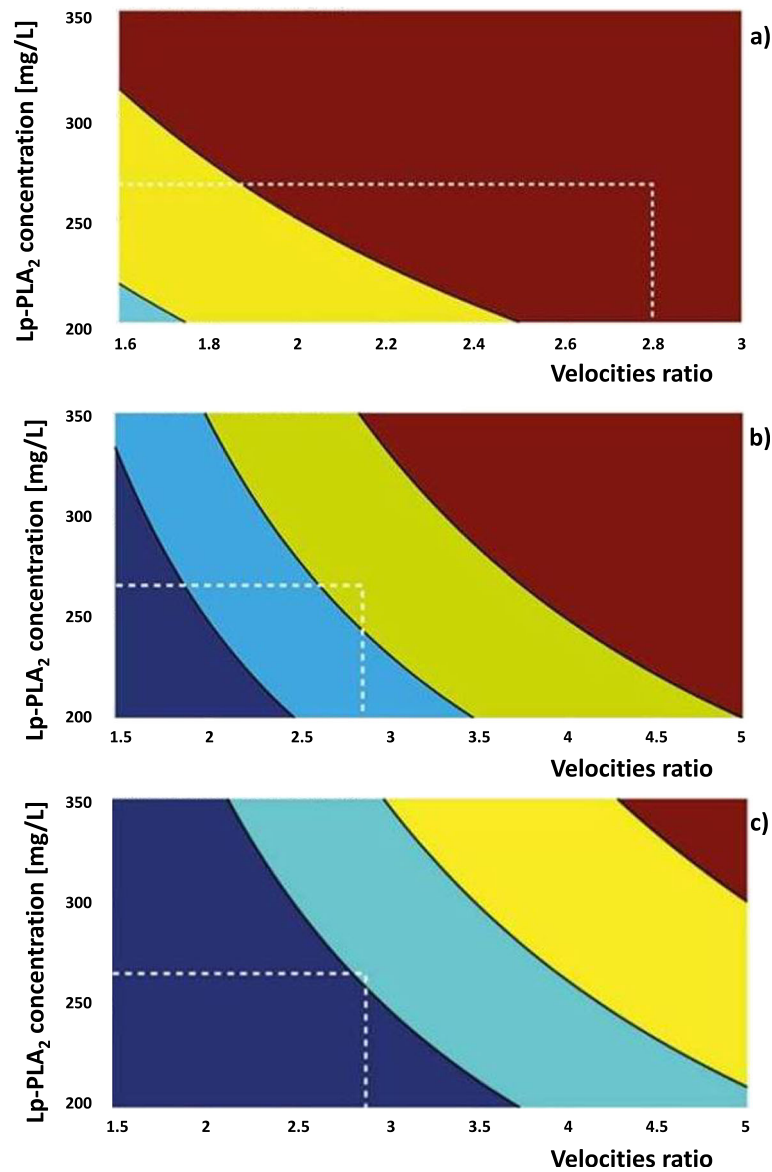 Lp-PLA2 concentration [mg/L]
350
300
250
200
a)
1.6 1.8 2 2.2 2.4 2.6 2.8 3
Velocities ratio
Lp-PLA2 concentration [mg/L]
350
300
250
200
b)
1.5 2 2.5 3 3.5 4 4.5 5
Velocities ratio
Lp-PLA2 concentration [mg/L]
350
300
250
200
c)
1.5 2 2.5 3 3.5 4 4.5 5
Velocities ratio